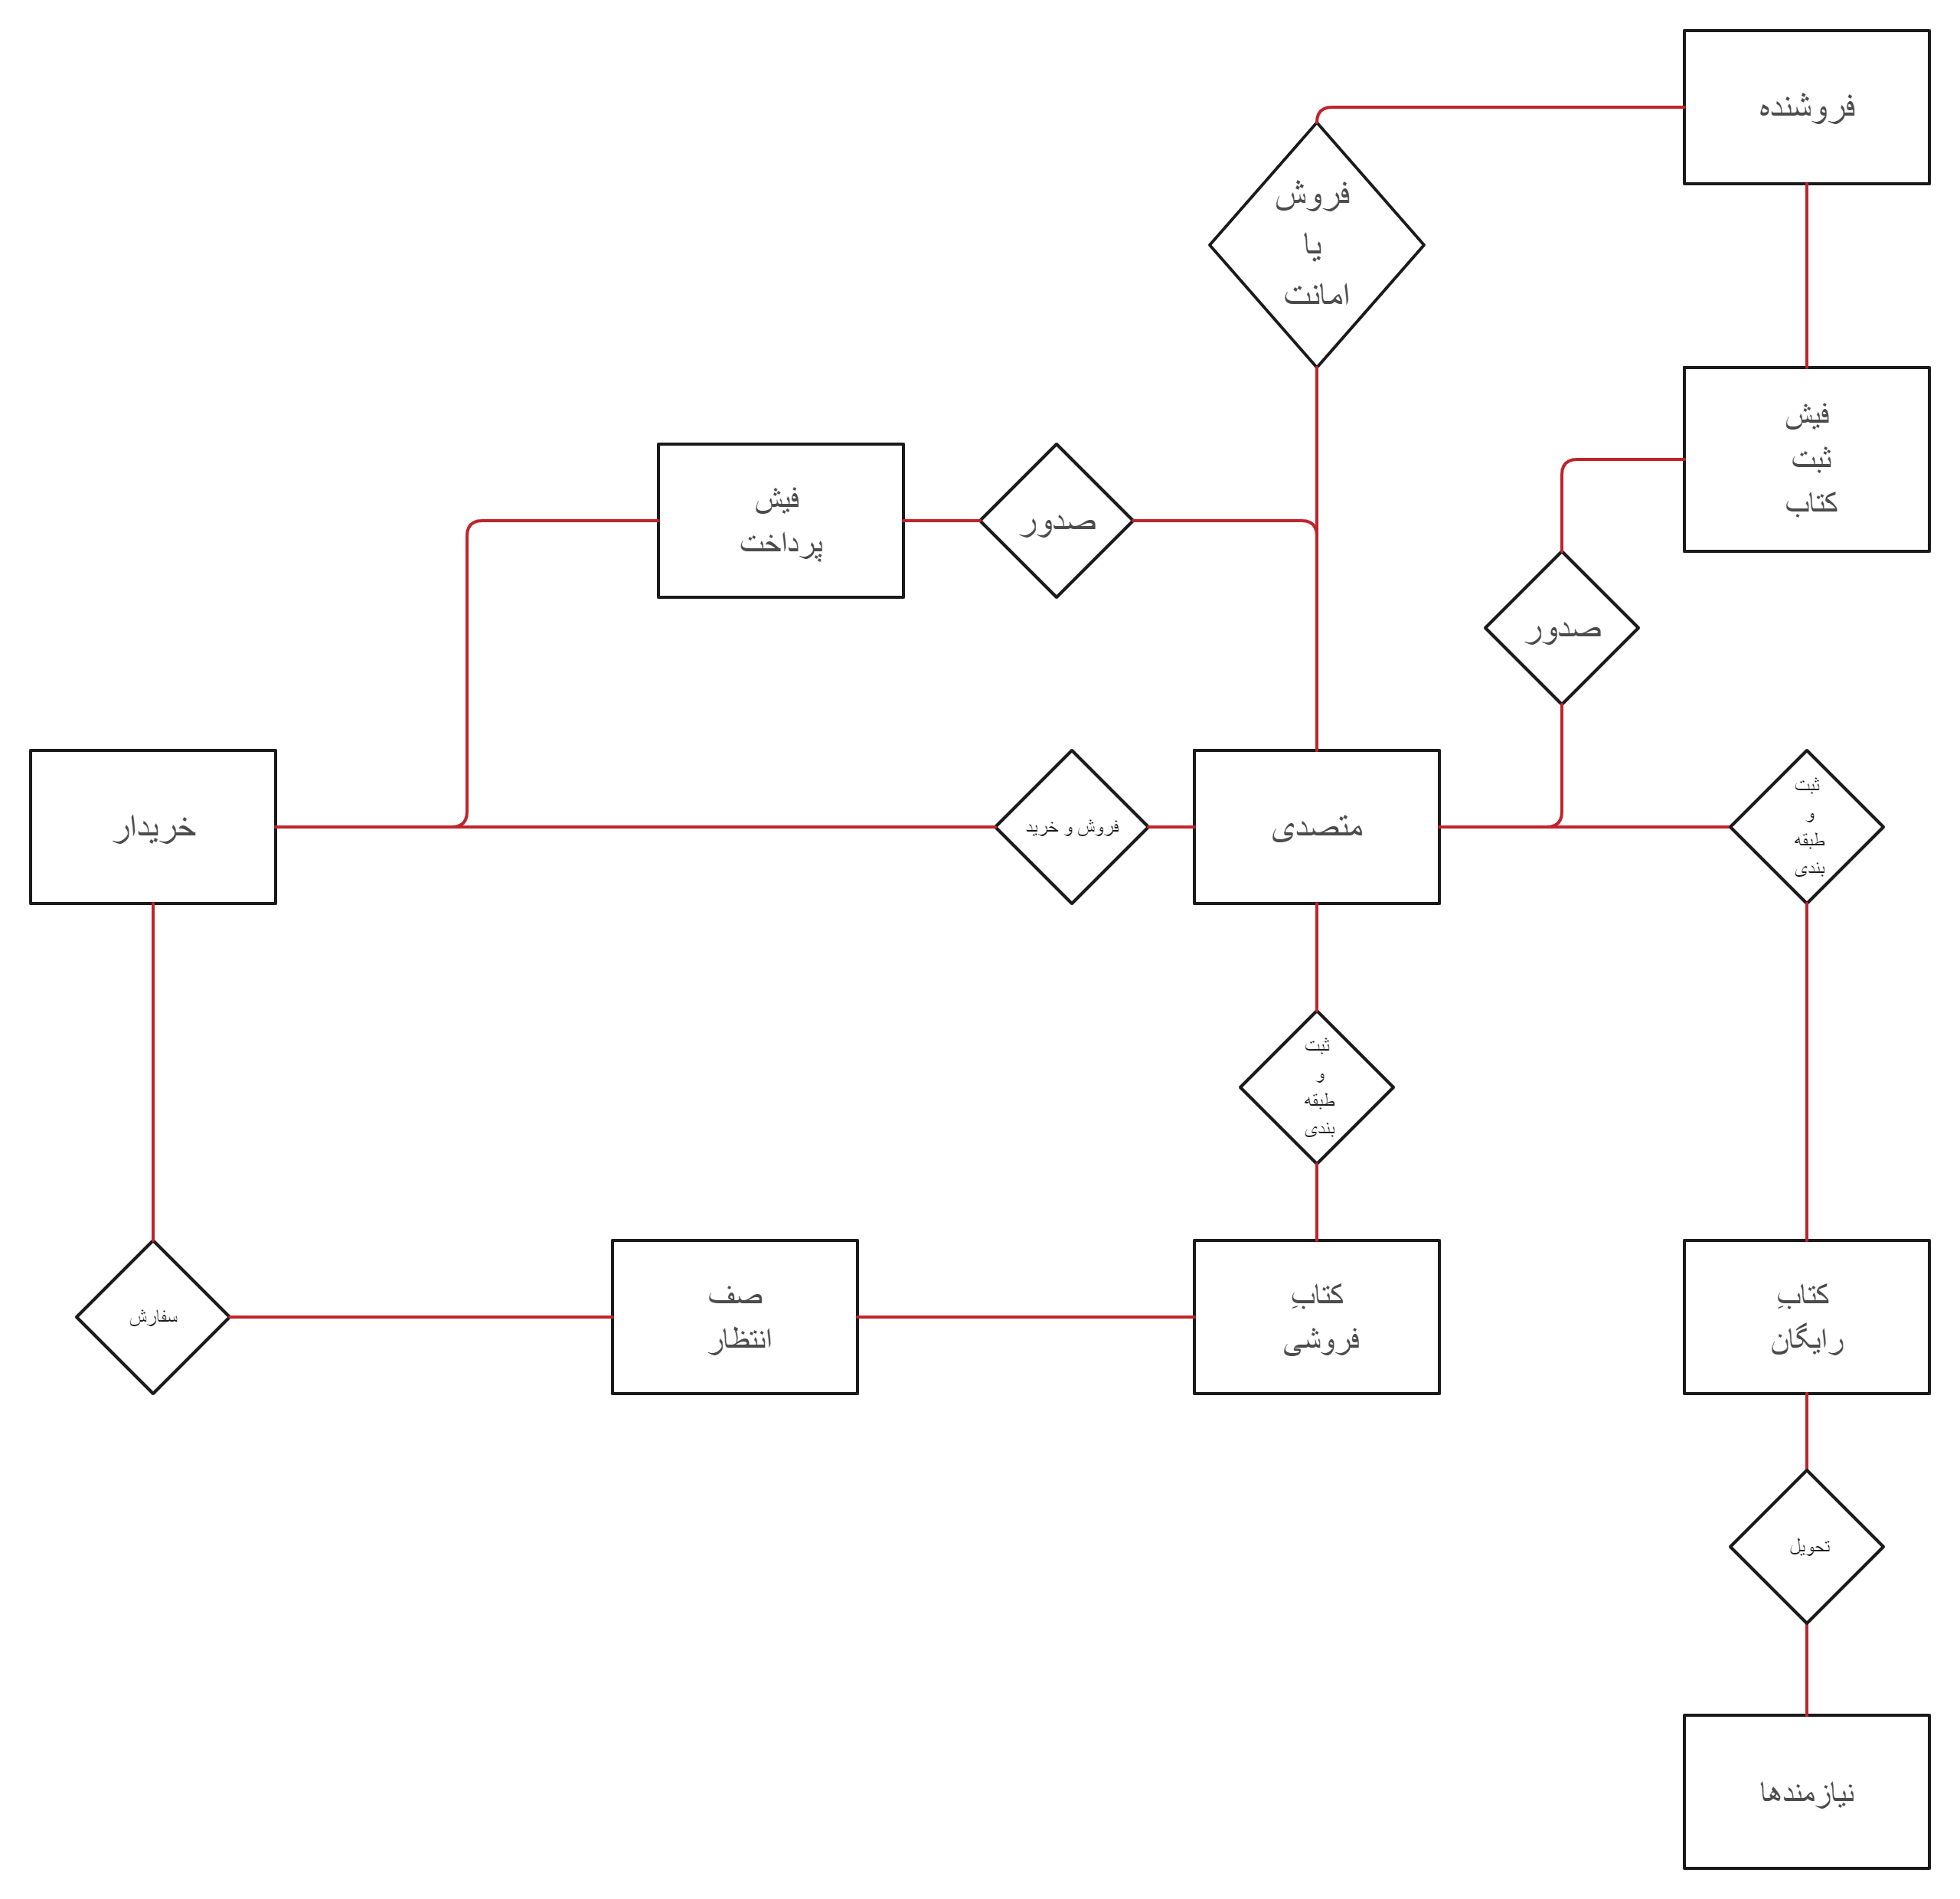 فروشنده
فروش
یا
امانت
فیش
ثبت
کتاب
فیش
پرداخت
صدور
صدور
خریدار
فروش و خرید
متصدی
ثبت
و
طبقه
بندی
ثبت
و
طبقه
بندی
سفارش
صف
انتظار
کتابِ
فروشی
کتابِ
رایگان
تحویل
نیازمندها